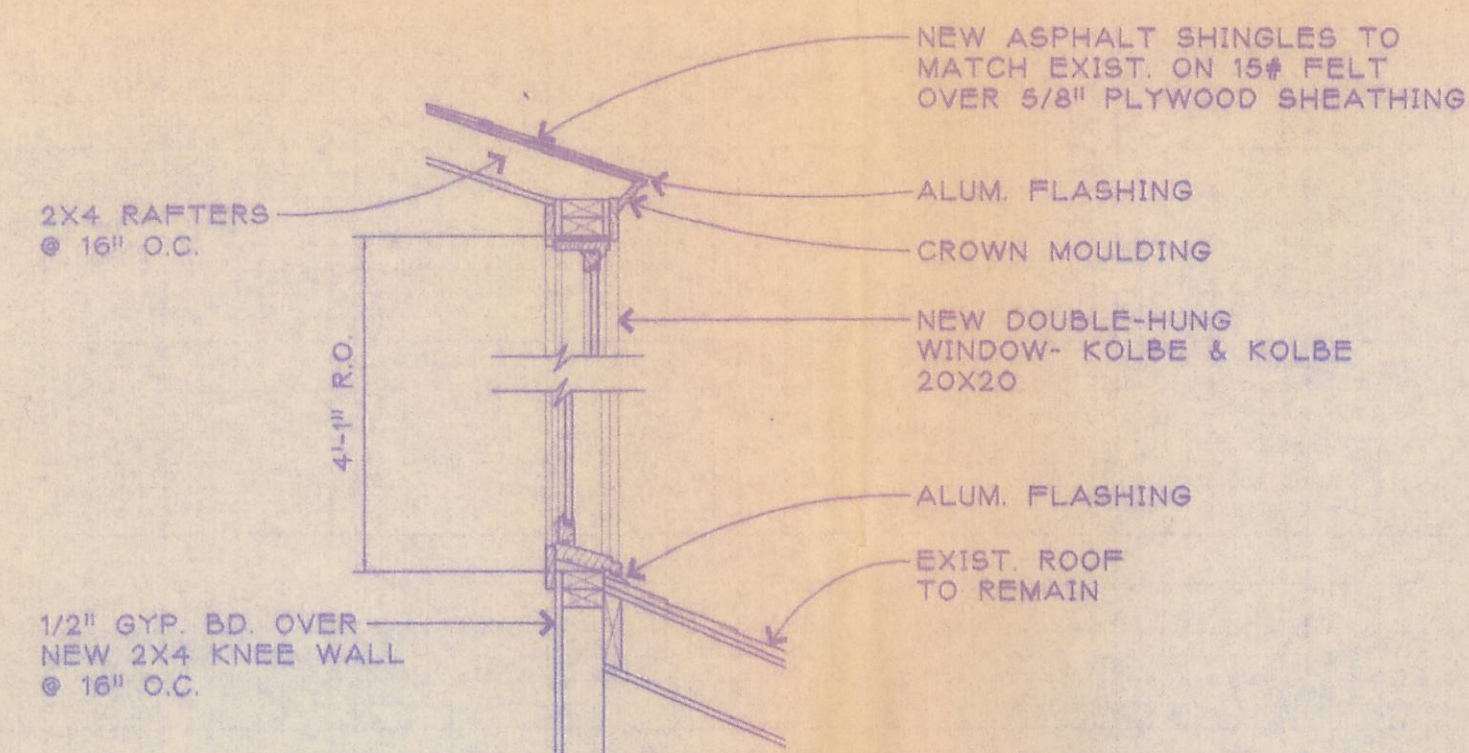 NEW ASPHALT SHINGLES TO
MATCH EXIST. ON 15# FELT
OVER 5/8" PLYWOOD SHEATHING
2X4 RAFTERS
@ 16" O.C.
ALUM. FLASHING
CROWN MOULDING
NEW DOUBLE-HUNG
WINDOW- KOLBE & KOLBE
20X20
4'-1" R.O.
ALUM. FLASHING
EXIST. ROOF
TO REMAIN
1/2" GYP. BD. OVER
NEW 2X4 KNEE WALL
@ 16" O.C.